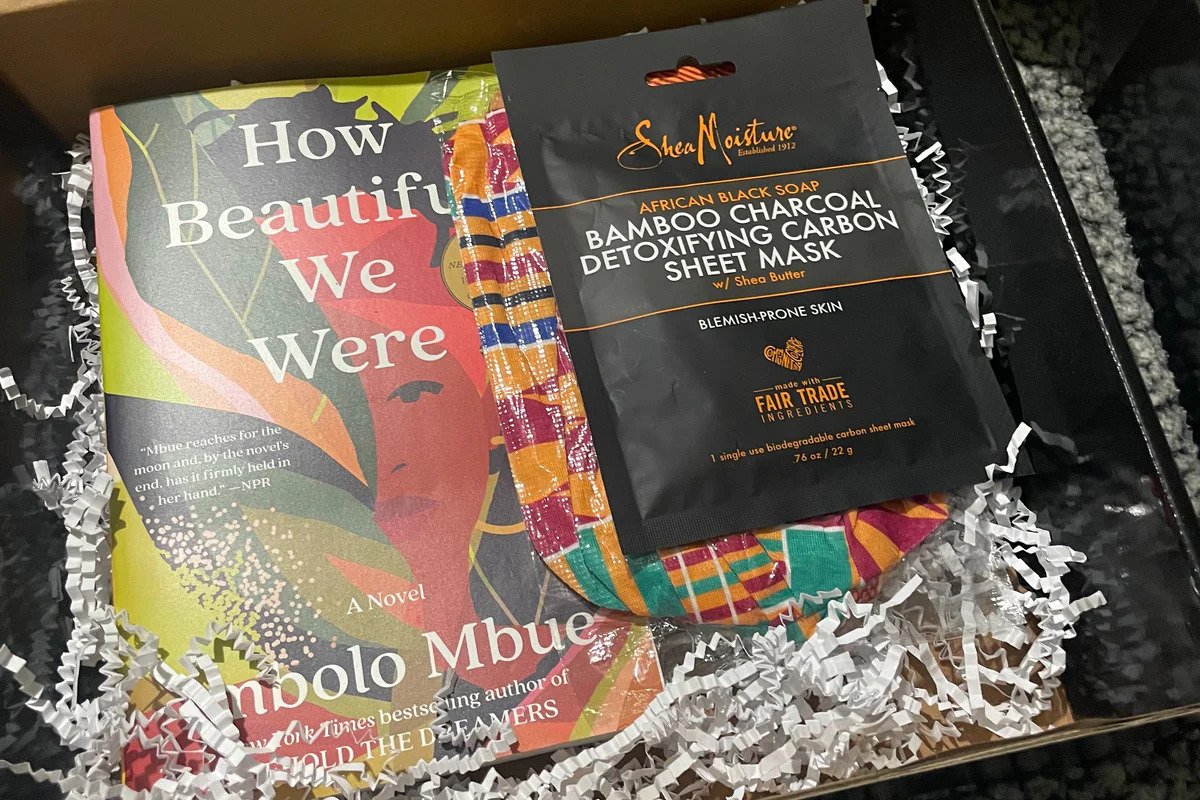 How
Beautifu
We
Were
"Mbue reaches for the
moon and, by the novel's
end, has it firmly held in
her hand." —NPR
A Novel
mbolo Mbue
New York Times bestselling author of
HOLD THE DREAMERS
SheaMoisture®
Established 1912
AFRICAN BLACK SOAP
BAMBOO CHARCOAL
DETOXIFYING CARBON
SHEET MASK
w/ Shea Butter
BLEMISH-PRONE SKIN
made with
FAIR TRADE
INGREDIENTS
1 single use biodegradable carbon sheet mask
.76 oz / 22 g